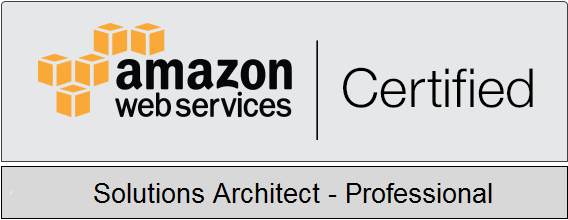 amazon
web services
Certified
Solutions Architect - Professional